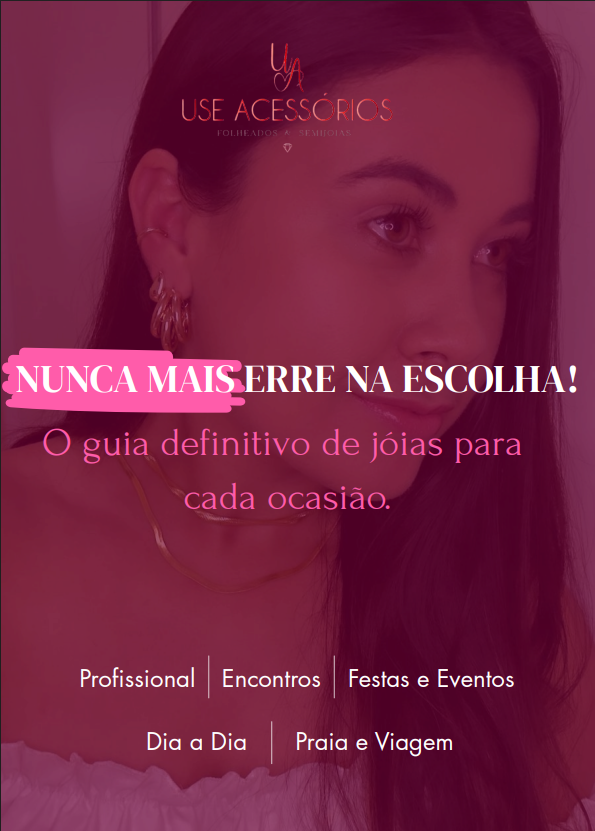 UA
USE ACESSÓRIOS
FOLHEADOS & SEMIJOIAS
NUNCA MAIS ERRE NA ESCOLHA!
O guia definitivo de jóias para
cada ocasião.
Profissional | Encontros | Festas e Eventos
Dia a Dia | Praia e Viagem